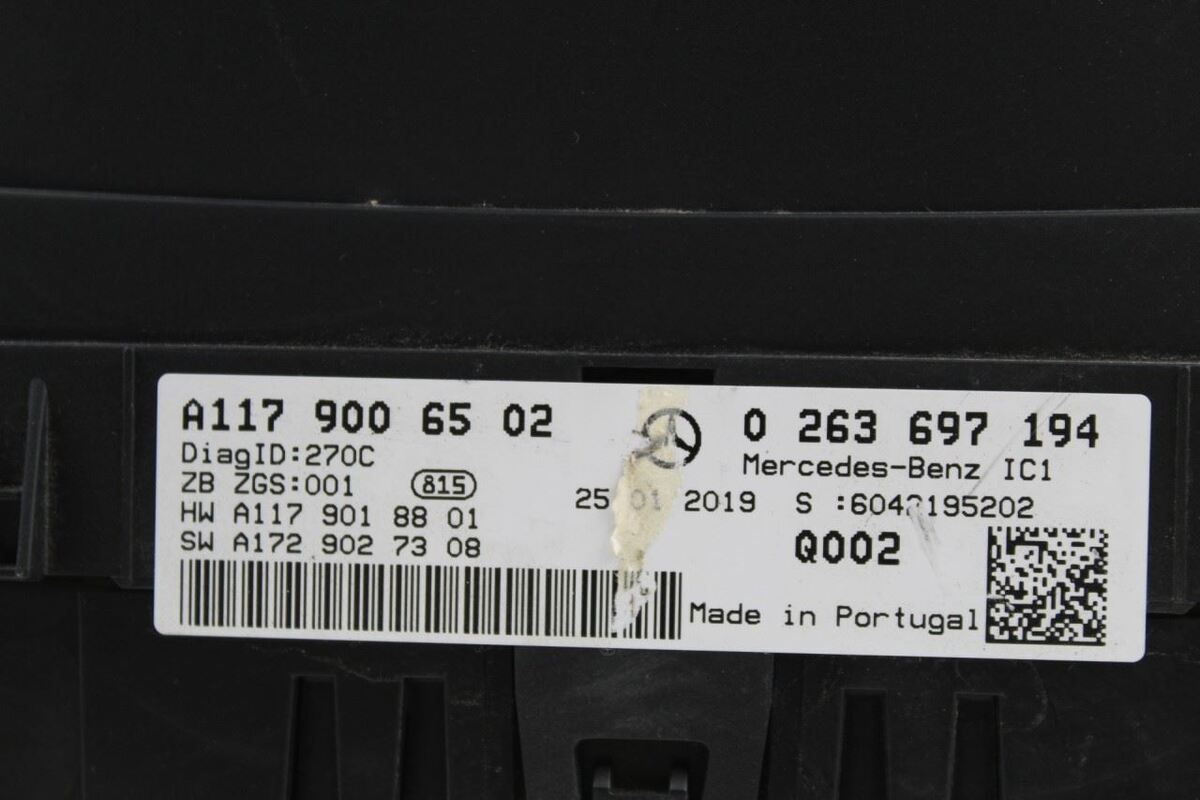 A117 900 65 02
DiagID:270C
ZB ZGS:001 815
HW A117 901 88 01
SW A172 902 73 08
0 263 697 194
Mercedes-Benz IC1
25 01 2019
Q002
Made in Portugal